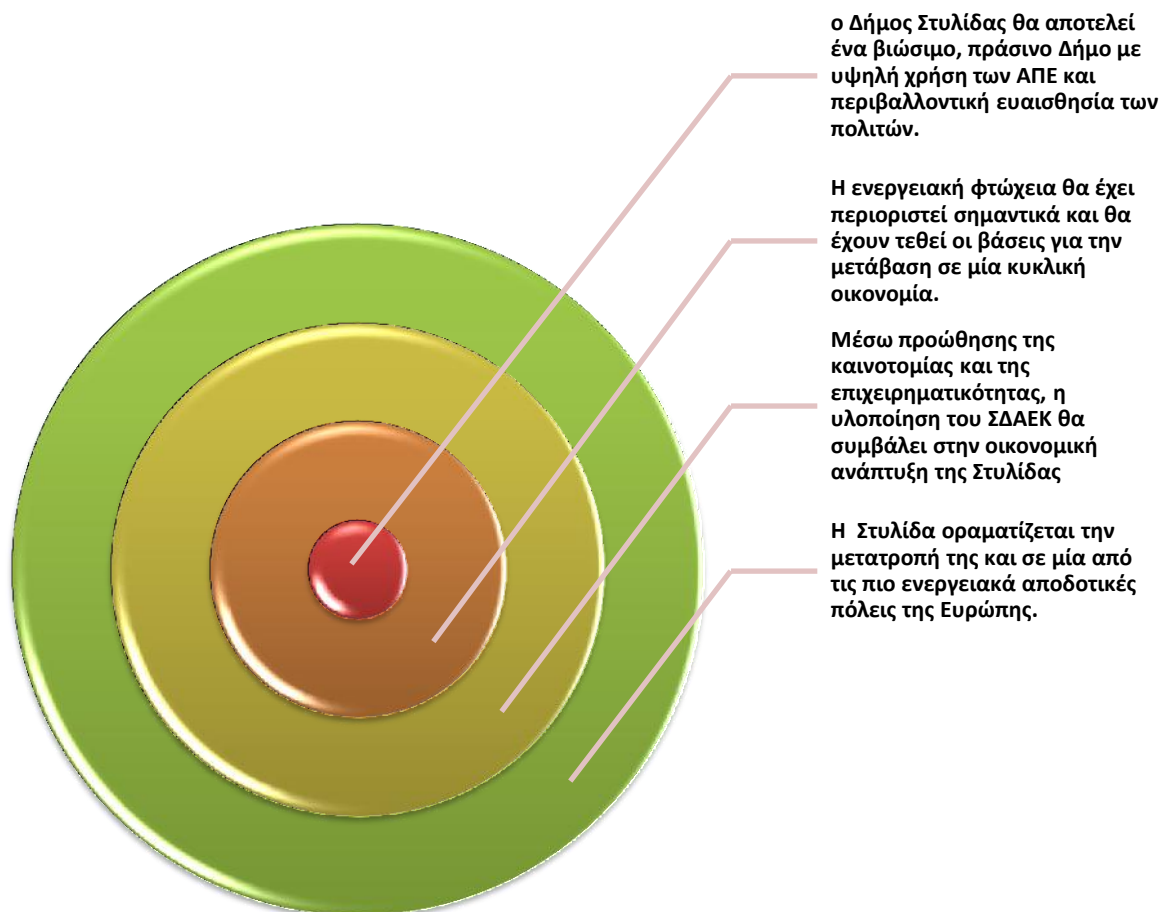 ο Δήμος Στυλίδας θα αποτελεί
ένα βιώσιμο, πράσινο Δήμο με
υψηλή χρήση των ΑΠΕ και
περιβαλλοντική ευαισθησία των
πολιτών.
Η ενεργειακή φτώχεια θα έχει
περιοριστεί σημαντικά και θα
έχουν τεθεί οι βάσεις για την
μετάβαση σε μία κυκλική
οικονομία.
Μέσω προώθησης της
καινοτομίας και της
επιχειρηματικότητας, η
υλοποίηση του ΣΔΑΕΚ θα
συμβάλει στην οικονομική
ανάπτυξη της Στυλίδας
Η Στυλίδα οραματίζεται την
μετατροπή της και σε μία από
τις πιο ενεργειακά αποδοτικές
πόλεις της Ευρώπης.